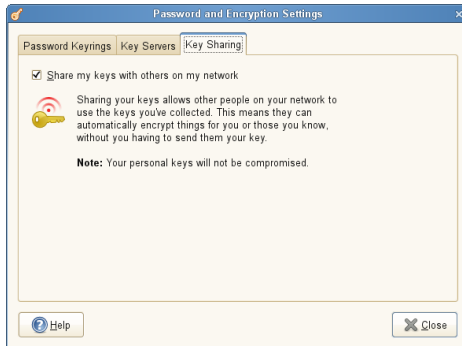 Password and Encryption Settings
Password Keyrings Key Servers Key Sharing
Share my keys with others on my network
Sharing your keys allows other people on your network to
use the keys you've collected. This means they can
automatically encrypt things for you or those you know,
without you having to send them your key.
Note: Your personal keys will not be compromised.
Help Close